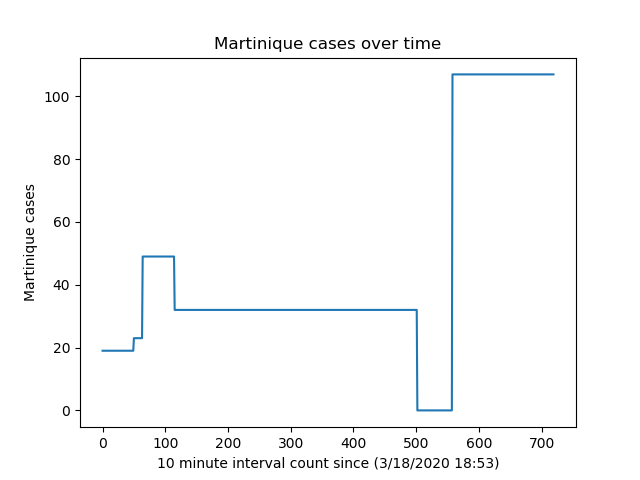 Martinique cases over time
100
80
60
40
20
0
Martinique cases
0 100 200 300 400 500 600 700
10 minute interval count since (3/18/2020 18:53)